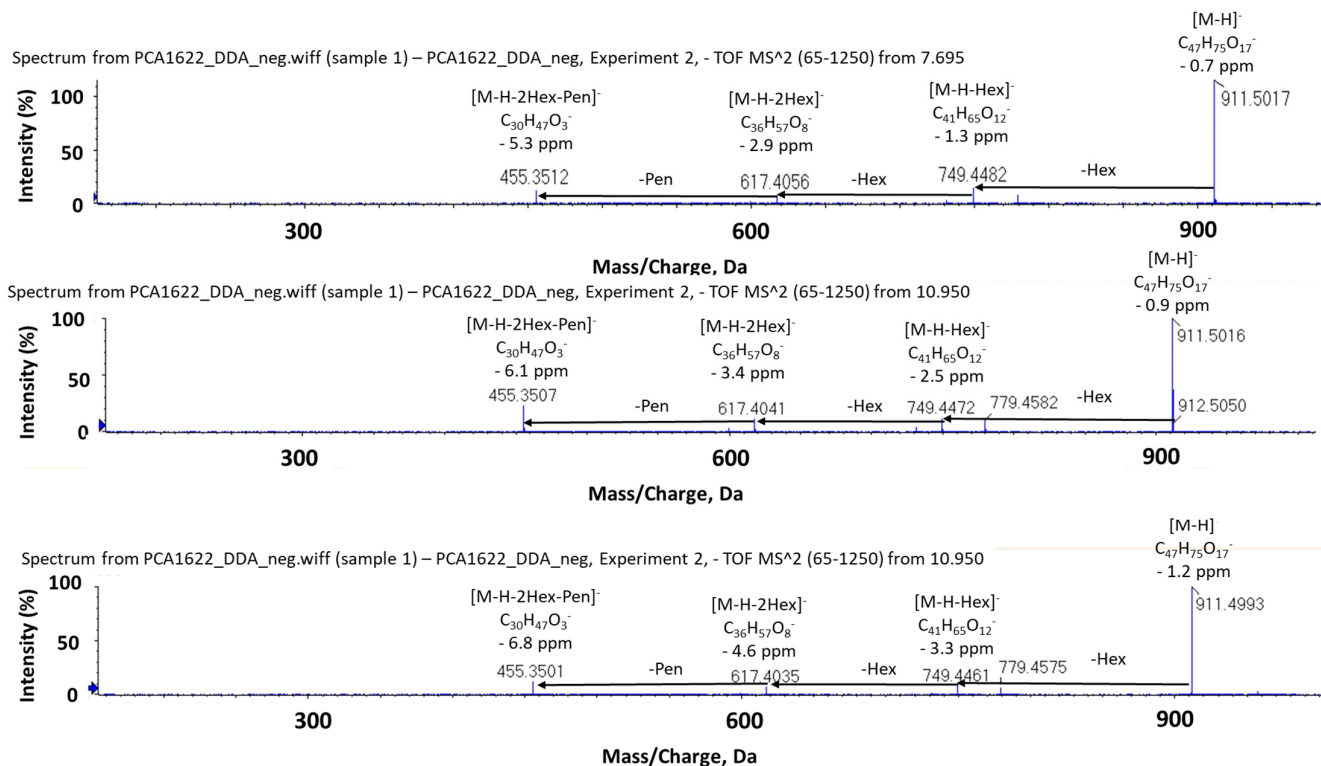 [M-H]⁻
C₄₇H₇₅O₁₇⁻
- 0.7 ppm
Spectrum from PCA1622_DDA_neg.wiff (sample 1) – PCA1622_DDA_neg, Experiment 2, - TOF MS^2 (65-1250) from 7.695
[M-H-2Hex-Pen]⁻
C₃₀H₄₇O₃⁻
- 5.3 ppm
[M-H-2Hex]⁻
C₃₆H₅₇O₈⁻
- 2.9 ppm
[M-H-Hex]⁻
C₄₁H₆₅O₁₂⁻
- 1.3 ppm
911.5017
455.3512
-Pen
617.4056
-Hex
749.4482
-Hex
Intensity (%)
100
50
0
300
600
900
Mass/Charge, Da
[M-H]⁻
C₄₇H₇₅O₁₇⁻
- 0.9 ppm
Spectrum from PCA1622_DDA_neg.wiff (sample 1) – PCA1622_DDA_neg, Experiment 2, - TOF MS^2 (65-1250) from 10.950
[M-H-2Hex-Pen]⁻
C₃₀H₄₇O₃⁻
- 6.1 ppm
[M-H-2Hex]⁻
C₃₆H₅₇O₈⁻
- 3.4 ppm
[M-H-Hex]⁻
C₄₁H₆₅O₁₂⁻
- 2.5 ppm
911.5016
455.3507
-Pen
617.4041
-Hex
749.4472
779.4582
-Hex
912.5050
Intensity (%)
100
50
0
300
600
900
Mass/Charge, Da
[M-H]⁻
C₄₇H₇₅O₁₇⁻
- 1.2 ppm
Spectrum from PCA1622_DDA_neg.wiff (sample 1) – PCA1622_DDA_neg, Experiment 2, - TOF MS^2 (65-1250) from 10.950
[M-H-2Hex-Pen]⁻
C₃₀H₄₇O₃⁻
- 6.8 ppm
[M-H-2Hex]⁻
C₃₆H₅₇O₈⁻
- 4.6 ppm
[M-H-Hex]⁻
C₄₁H₆₅O₁₂⁻
- 3.3 ppm
911.4993
455.3501
-Pen
617.4035
-Hex
749.4461
779.4575
-Hex
Intensity (%)
100
50
0
300
600
900
Mass/Charge, Da